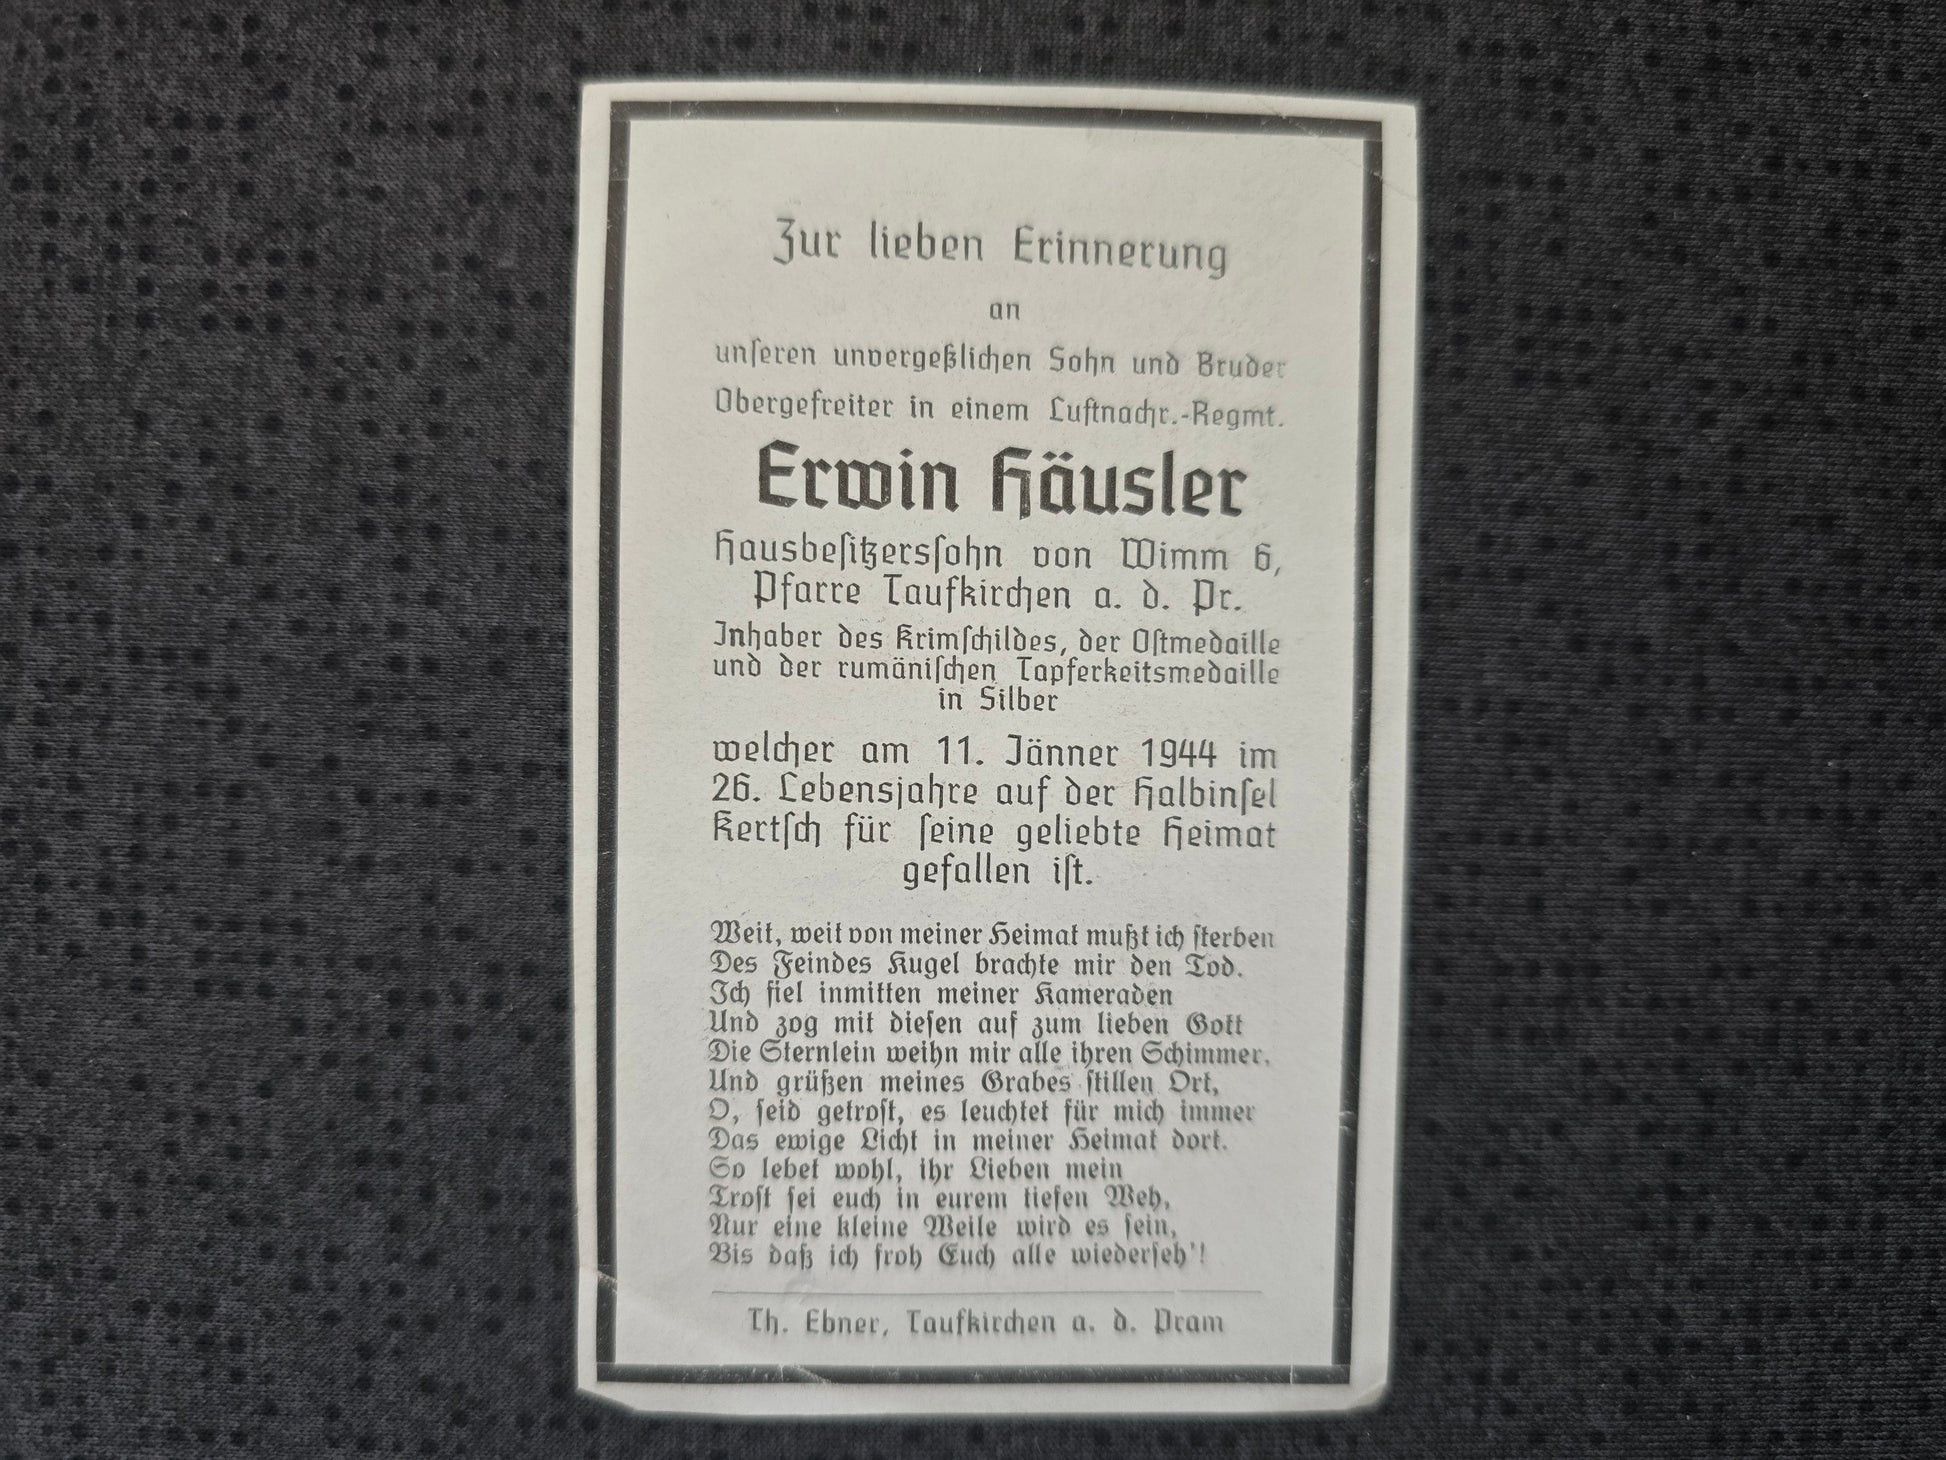 Zur lieben Erinnerung
an
unſeren unvergeßlichen Sohn und Bruder
Obergefreiter in einem Luftnachr.-Regmt.
Erwin Häusler
Hausbeſitzersſohn von Wimm 6,
Pfarre Taufkirchen a. d. Pr.
Inhaber des Krimſchildes, der Oſtmedaille
und der rumäniſchen Tapferkeitsmedaille
in Silber
welcher am 11. Jänner 1944 im
26. Lebensjahre auf der Halbinſel
Kertſch für ſeine geliebte Heimat
gefallen iſt.
Weit, weit von meiner Heimat mußt ich ſterben
Des Feindes Kugel brachte mir den Tod.
Ich fiel inmitten meiner Kameraden
Und zog mit dieſen auf zum lieben Gott
Die Sternlein weihn mir alle ihren Schimmer.
Und grüßen meines Grabes ſtillen Ort,
O, ſeid getroſt, es leuchtet für mich immer
Das ewige Licht in meiner Heimat dort.
So lebet wohl, ihr Lieben mein
Troſt ſei euch in eurem tiefen Weh,
Nur eine kleine Weile wird es ſein,
Bis daß ich froh Euch alle wiederſeh'!
Th. Ebner, Taufkirchen a. d. Pram